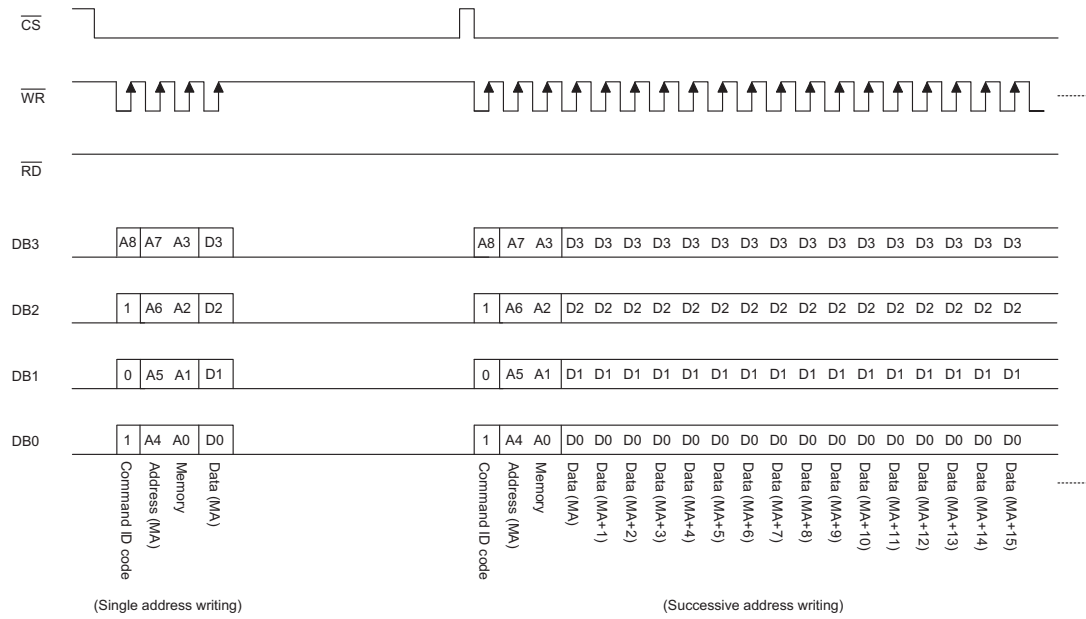 CS
WR
RD
DB3 A8 A7 A3 D3 A8 A7 A3 D3 D3 D3 D3 D3 D3 D3 D3 D3 D3 D3 D3 D3 D3 D3 D3
DB2 1 A6 A2 D2 1 A6 A2 D2 D2 D2 D2 D2 D2 D2 D2 D2 D2 D2 D2 D2 D2 D2 D2
DB1 0 A5 A1 D1 0 A5 A1 D1 D1 D1 D1 D1 D1 D1 D1 D1 D1 D1 D1 D1 D1 D1 D1
DB0 1 A4 A0 D0 1 A4 A0 D0 D0 D0 D0 D0 D0 D0 D0 D0 D0 D0 D0 D0 D0 D0 D0
Command ID code
Address (MA)
Memory
Data (MA)
Command ID code
Address (MA)
Memory
Data (MA)
Data (MA+1)
Data (MA+2)
Data (MA+3)
Data (MA+4)
Data (MA+5)
Data (MA+6)
Data (MA+7)
Data (MA+8)
Data (MA+9)
Data (MA+10)
Data (MA+11)
Data (MA+12)
Data (MA+13)
Data (MA+14)
Data (MA+15)
(Single address writing)
(Successive address writing)